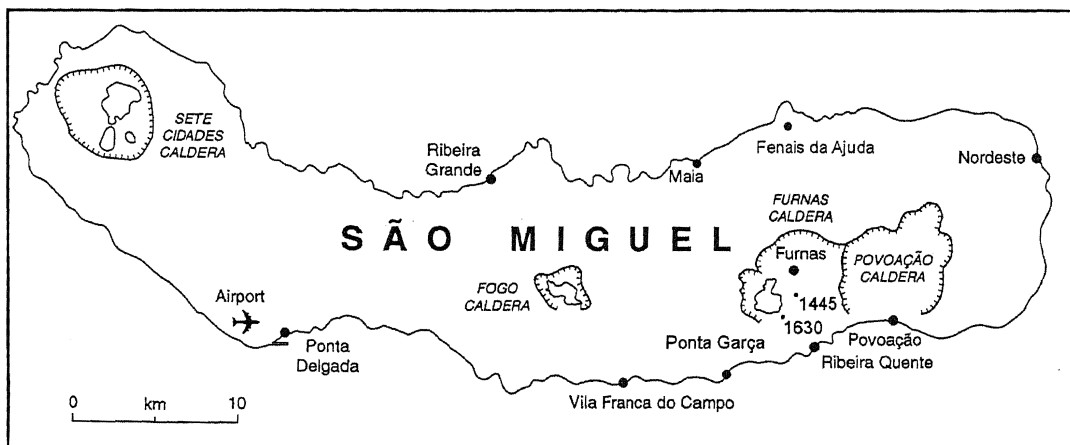 SETE
CIDADES
CALDERA
Ribeira
Grande
Maia
Fenais da Ajuda
Nordeste
SÃO MIGUEL
FURNAS
CALDERA
Furnas
POVOAÇÃO
CALDERA
FOGO
CALDERA
1445
1630
Airport
Ponta
Delgada
Ponta Garça
Povoação
Ribeira Quente
Vila Franca do Campo
0 km 10